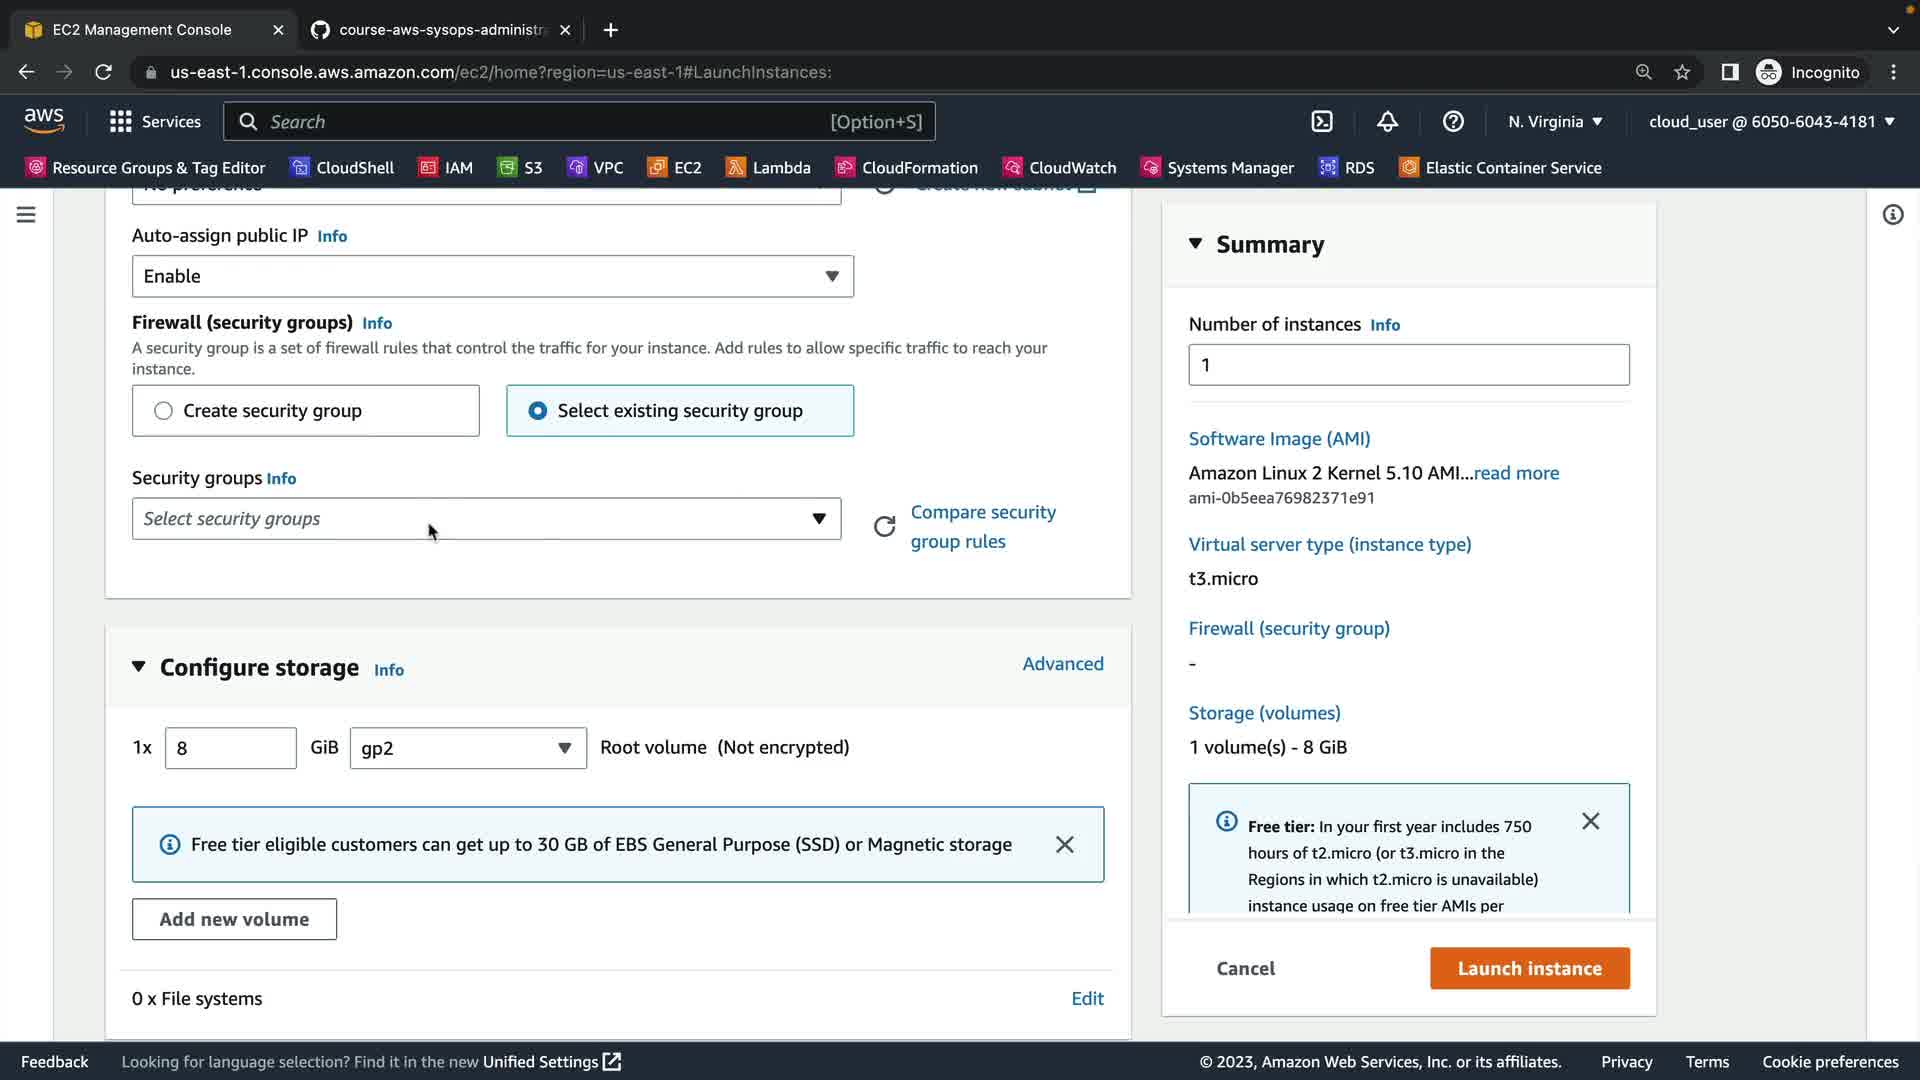 EC2 Management Console
course-aws-sysops-administr
us-east-1.console.aws.amazon.com/ec2/home?region=us-east-1#LaunchInstances:
Incognito
aws
Services
Search
[Option+S]
N. Virginia
cloud_user @ 6050-6043-4181
Resource Groups & Tag Editor
CloudShell
IAM
S3
VPC
EC2
Lambda
CloudFormation
CloudWatch
Systems Manager
RDS
Elastic Container Service
No preference
Create new subnet
Auto-assign public IP Info
Enable
Firewall (security groups) Info
A security group is a set of firewall rules that control the traffic for your instance. Add rules to allow specific traffic to reach your
instance.
Create security group
Select existing security group
Security groups Info
Select security groups
Compare security
group rules
Configure storage Info
Advanced
1x
8
GiB
gp2
Root volume (Not encrypted)
Free tier eligible customers can get up to 30 GB of EBS General Purpose (SSD) or Magnetic storage
Add new volume
0 x File systems
Edit
Summary
Number of instances Info
1
Software Image (AMI)
Amazon Linux 2 Kernel 5.10 AMI...read more
ami-0b5eea76982371e91
Virtual server type (instance type)
t3.micro
Firewall (security group)
-
Storage (volumes)
1 volume(s) - 8 GiB
Free tier: In your first year includes 750
hours of t2.micro (or t3.micro in the
Regions in which t2.micro is unavailable)
instance usage on free tier AMIs per
Cancel
Launch instance
Feedback
Looking for language selection? Find it in the new Unified Settings
© 2023, Amazon Web Services, Inc. or its affiliates.
Privacy
Terms
Cookie preferences